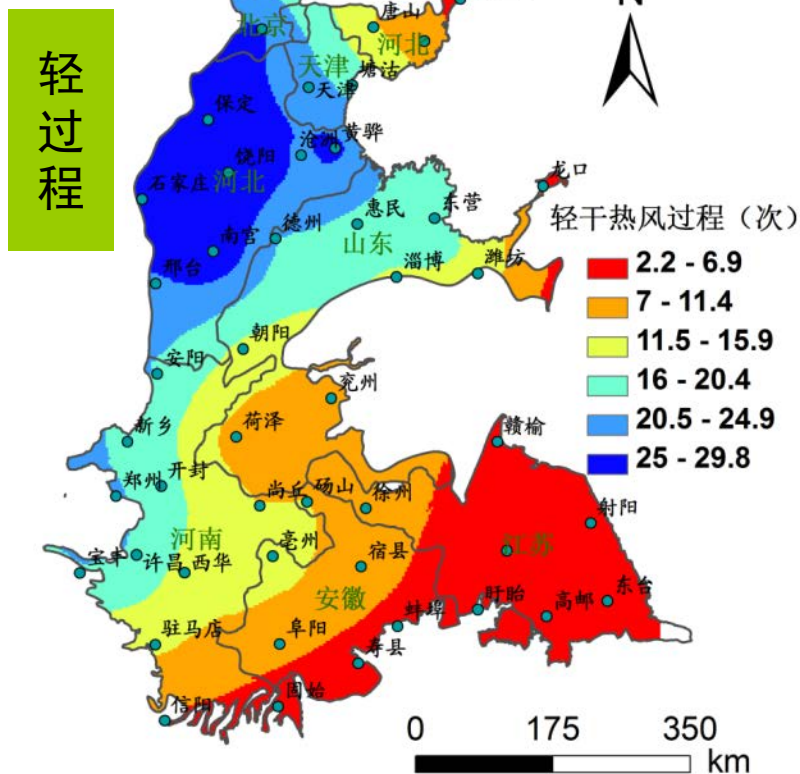 轻过程
N
北京
唐山
河北
天津
塘沽
天津
保定
沧洲
黄骅
饶阳
河北
石家庄
龙口
惠民
东营
德州
轻干热风过程（次）
南宫
山东
淄博
潍坊
邢台
2.2 - 6.9
7 - 11.4
朝阳
11.5 - 15.9
安阳
16 - 20.4
兖州
20.5 - 24.9
荷泽
新乡
赣榆
25 - 29.8
郑州
开封
尚丘
砀山
徐州
射阳
河南
江苏
宝丰
许昌
西华
亳州
宿县
安徽
蚌埠
盱眙
高邮
东台
驻马店
阜阳
寿县
信阳
固始
0 175 350
km